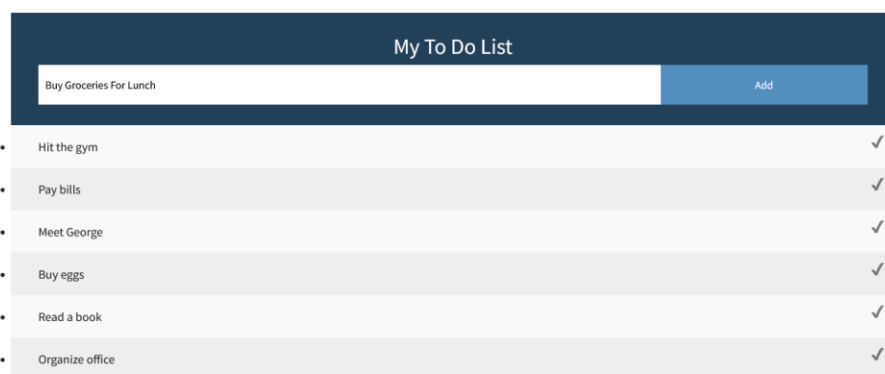 My To Do List
Buy Groceries For Lunch
Add
Hit the gym
Pay bills
Meet George
Buy eggs
Read a book
Organize office